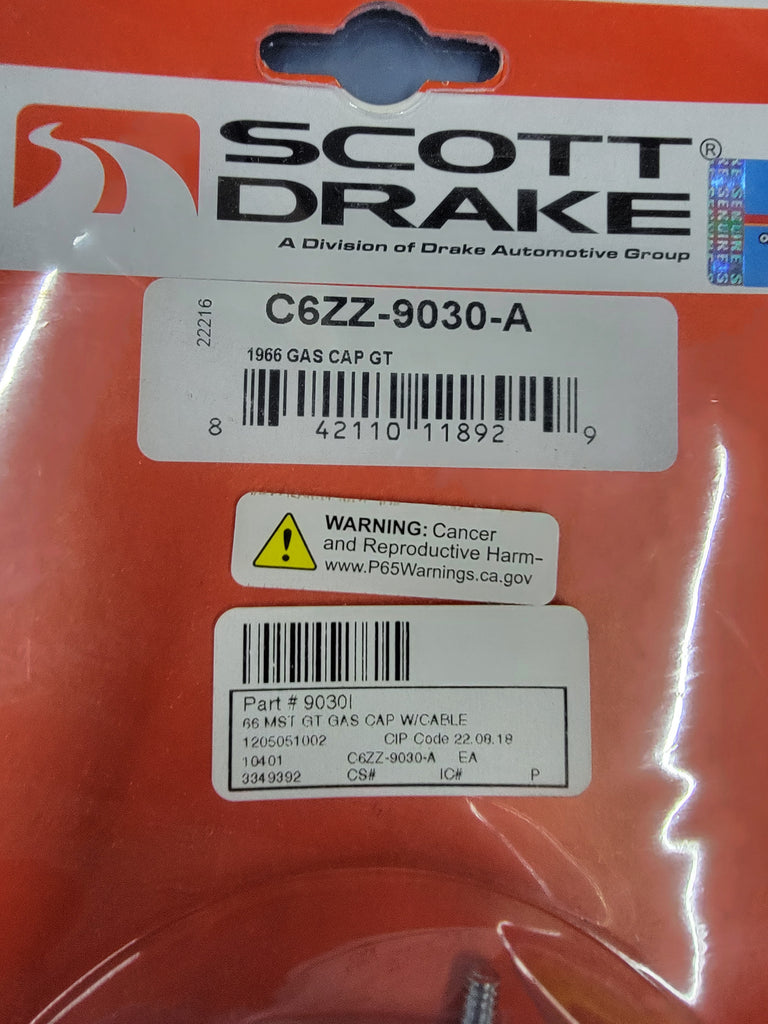 SCOTT®
DRAKE
A Division of Drake Automotive Group
22216
C6ZZ-9030-A
1966 GAS CAP GT
8 42110 11892 9
WARNING: Cancer
and Reproductive Harm-
www.P65Warnings.ca.gov
Part # 9030I
66 MST GT GAS CAP W/CABLE
1205051002 CIP Code 22.08.18
10401 C6ZZ-9030-A EA
3349392 CS# IC# P